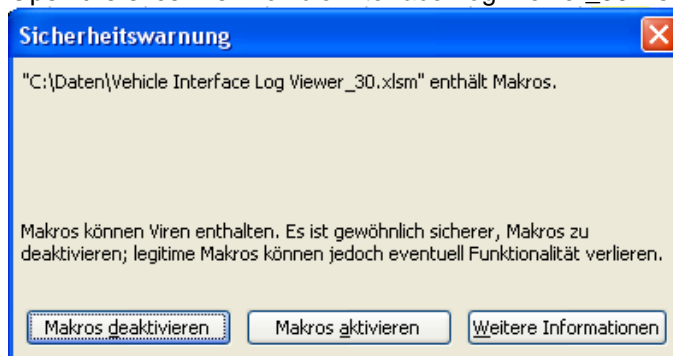 Sicherheitswarnung
"C:\Daten\Vehicle Interface Log Viewer_30.xlsm" enthält Makros.
Makros können Viren enthalten. Es ist gewöhnlich sicherer, Makros zu
deaktivieren; legitime Makros können jedoch eventuell Funktionalität verlieren.
Makros deaktivieren Makros aktivieren Weitere Informationen